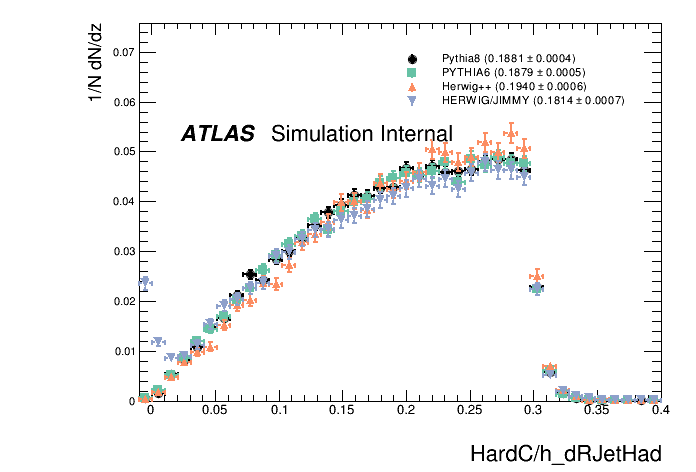 1/N dN/dz
0.07
0.06
0.05
0.04
0.03
0.02
0.01
0
Pythia8 (0.1881 ± 0.0004)
PYTHIA6 (0.1879 ± 0.0005)
Herwig++ (0.1940 ± 0.0006)
HERWIG/JIMMY (0.1814 ± 0.0007)
ATLAS Simulation Internal
0 0.05 0.1 0.15 0.2 0.25 0.3 0.35 0.4
HardC/h_dRJetHad